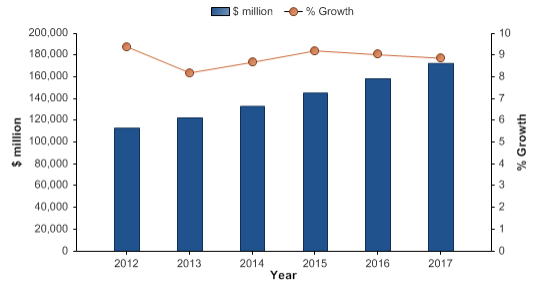 $ million % Growth
200,000 10
180,000 9
160,000 8
140,000 7
120,000 6
100,000 5
80,000 4
60,000 3
40,000 2
20,000 1
0 0
$ million
% Growth
2012 2013 2014 2015 2016 2017
Year